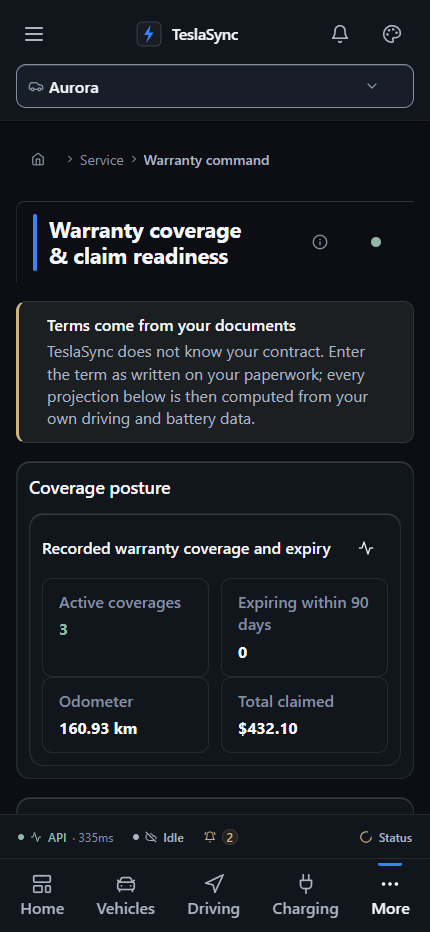 TeslaSync
Aurora
Service
Warranty command
Warranty coverage
& claim readiness
Terms come from your documents
TeslaSync does not know your contract. Enter
the term as written on your paperwork; every
projection below is then computed from your
own driving and battery data.
Coverage posture
Recorded warranty coverage and expiry
Active coverages
3
Expiring within 90
days
0
Odometer
160.93 km
Total claimed
$432.10
API · 335ms
Idle
2
Status
Home
Vehicles
Driving
Charging
More